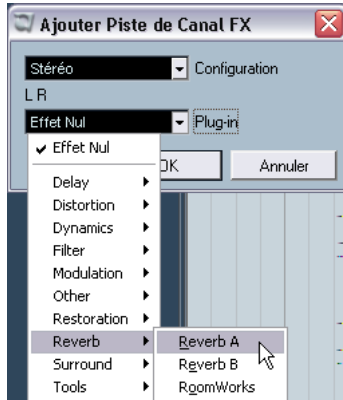 Ajouter Piste de Canal FX
Stéréo Configuration
L R
Effet Nul Plug-in
Effet Nul
OK Annuler
Delay
Distortion
Dynamics
Filter
Modulation
Other
Restoration
Reverb Reverb A
Surround Reverb B
Tools RoomWorks